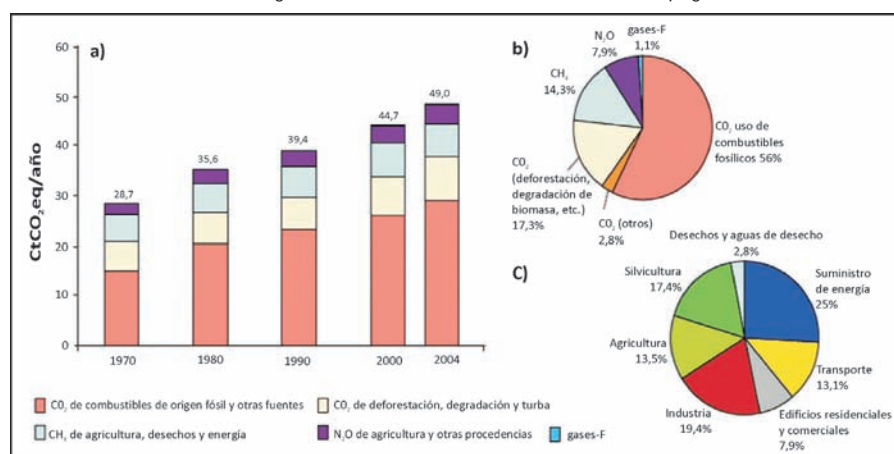 a)
CtCO2eq/año
60
50
40
30
20
10
0
28,7
35,6
39,4
44,7
49,0
1970
1980
1990
2000
2004
CO2 de combustibles de origen fósil y otras fuentes
CO2 de deforestación, degradación y turba
CH4 de agricultura, desechos y energía
N2O de agricultura y otras procedencias
gases-F
b)
gases-F
1,1%
N2O
7,9%
CH4
14,3%
CO2 uso de
combustibles
fosílicos 56%
CO2
(deforestación,
degradación de
biomasa, etc.)
17,3%
CO2 (otros)
2,8%
C)
Desechos y aguas de desecho
2,8%
Suministro
de energía
25%
Silvicultura
17,4%
Agricultura
13,5%
Transporte
13,1%
Industria
19,4%
Edificios residenciales
y comerciales
7,9%